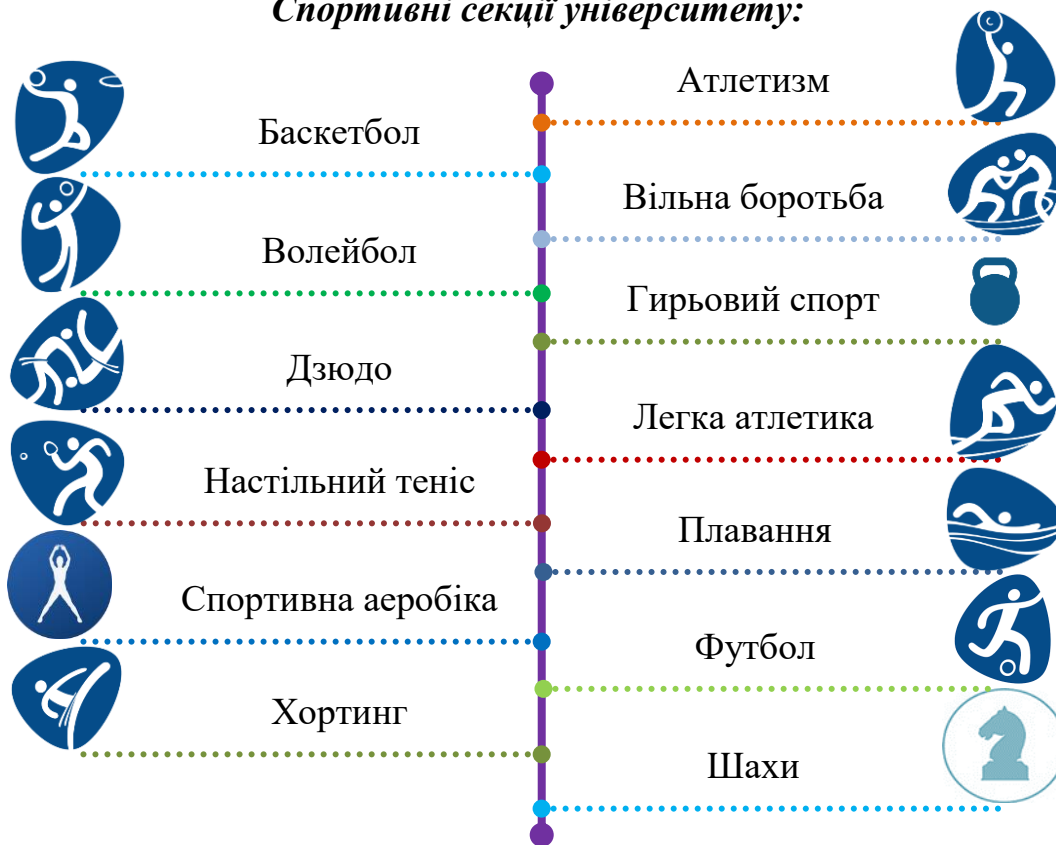 Спортивні секції університету:
Атлетизм
Баскетбол
Вільна боротьба
Волейбол
Гирьовий спорт
Дзюдо
Легка атлетика
Настільний теніс
Плавання
Спортивна аеробіка
Футбол
Хортинг
Шахи